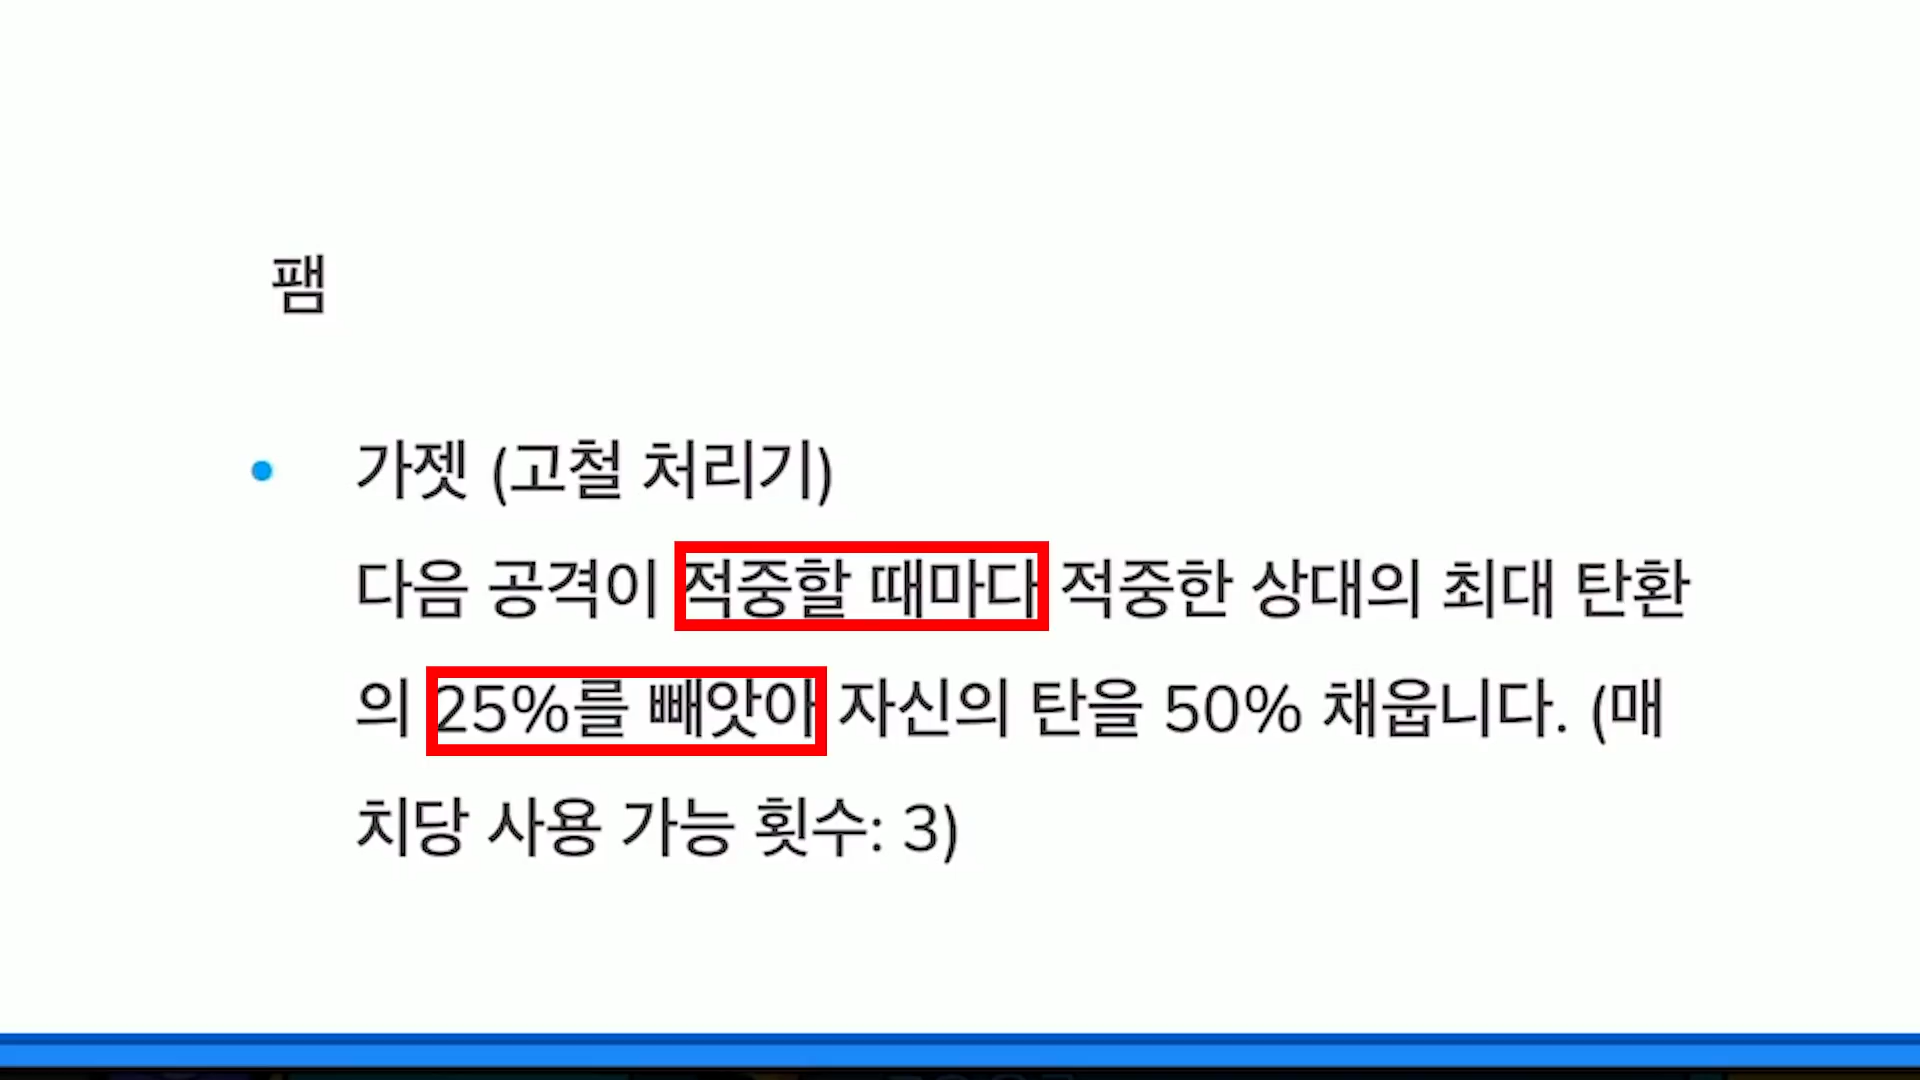 팸
가젯 (고철 처리기)
다음 공격이 적중할 때마다 적중한 상대의 최대 탄환
의 25%를 빼앗아 자신의 탄을 50% 채웁니다. (매
치당 사용 가능 횟수: 3)